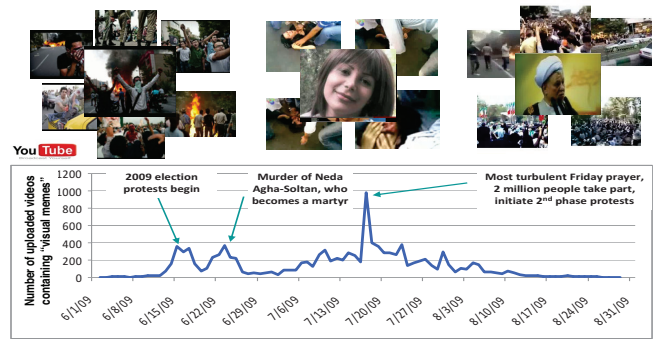 You Tube
Number of uploaded videos
containing "visual memes"
1200
1000
800
600
400
200
0
2009 election
protests begin
Murder of Neda
Agha-Soltan, who
becomes a martyr
Most turbulent Friday prayer,
2 million people take part,
initiate 2nd phase protests
6/1/09
6/8/09
6/15/09
6/22/09
6/29/09
7/6/09
7/13/09
7/20/09
7/27/09
8/3/09
8/10/09
8/17/09
8/24/09
8/31/09